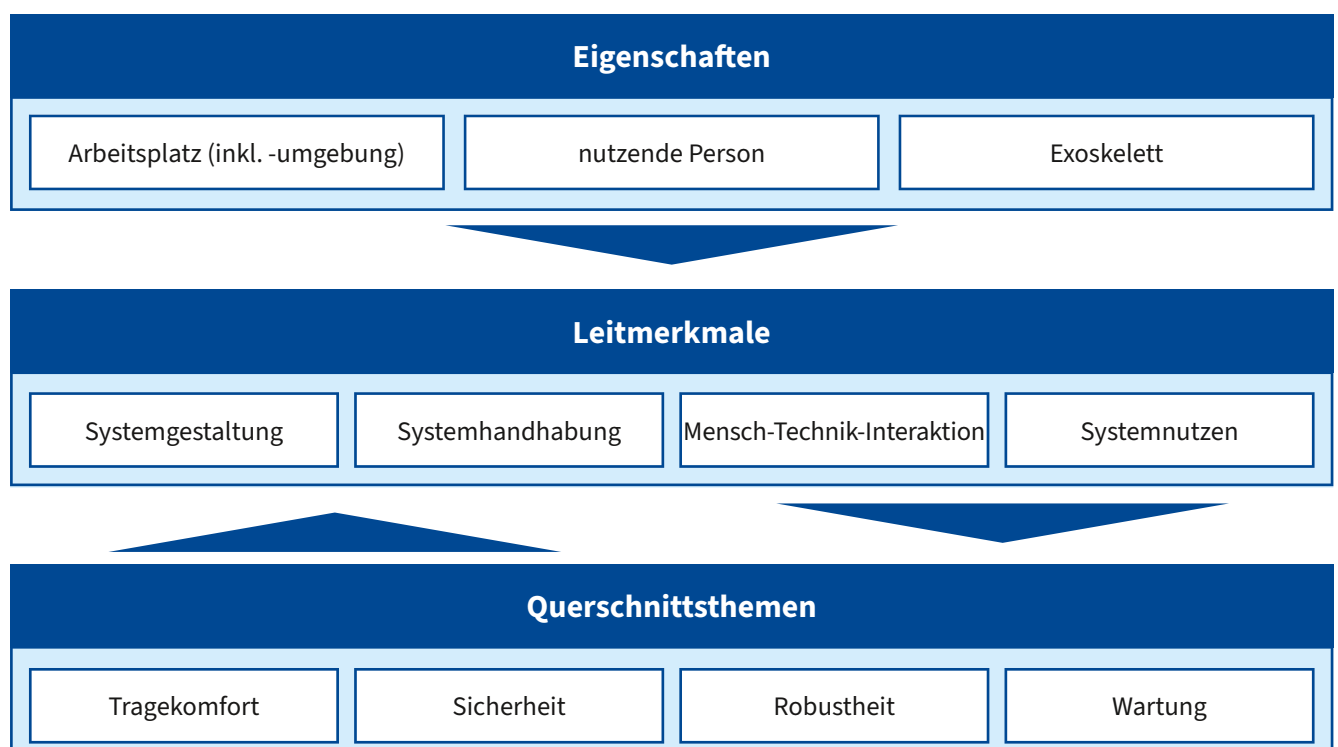 Eigenschaften
Arbeitsplatz (inkl. -umgebung)
nutzende Person
Exoskelett
Leitmerkmale
Systemgestaltung
Systemhandhabung
Mensch-Technik-Interaktion
Systemnutzen
Querschnittsthemen
Tragekomfort
Sicherheit
Robustheit
Wartung